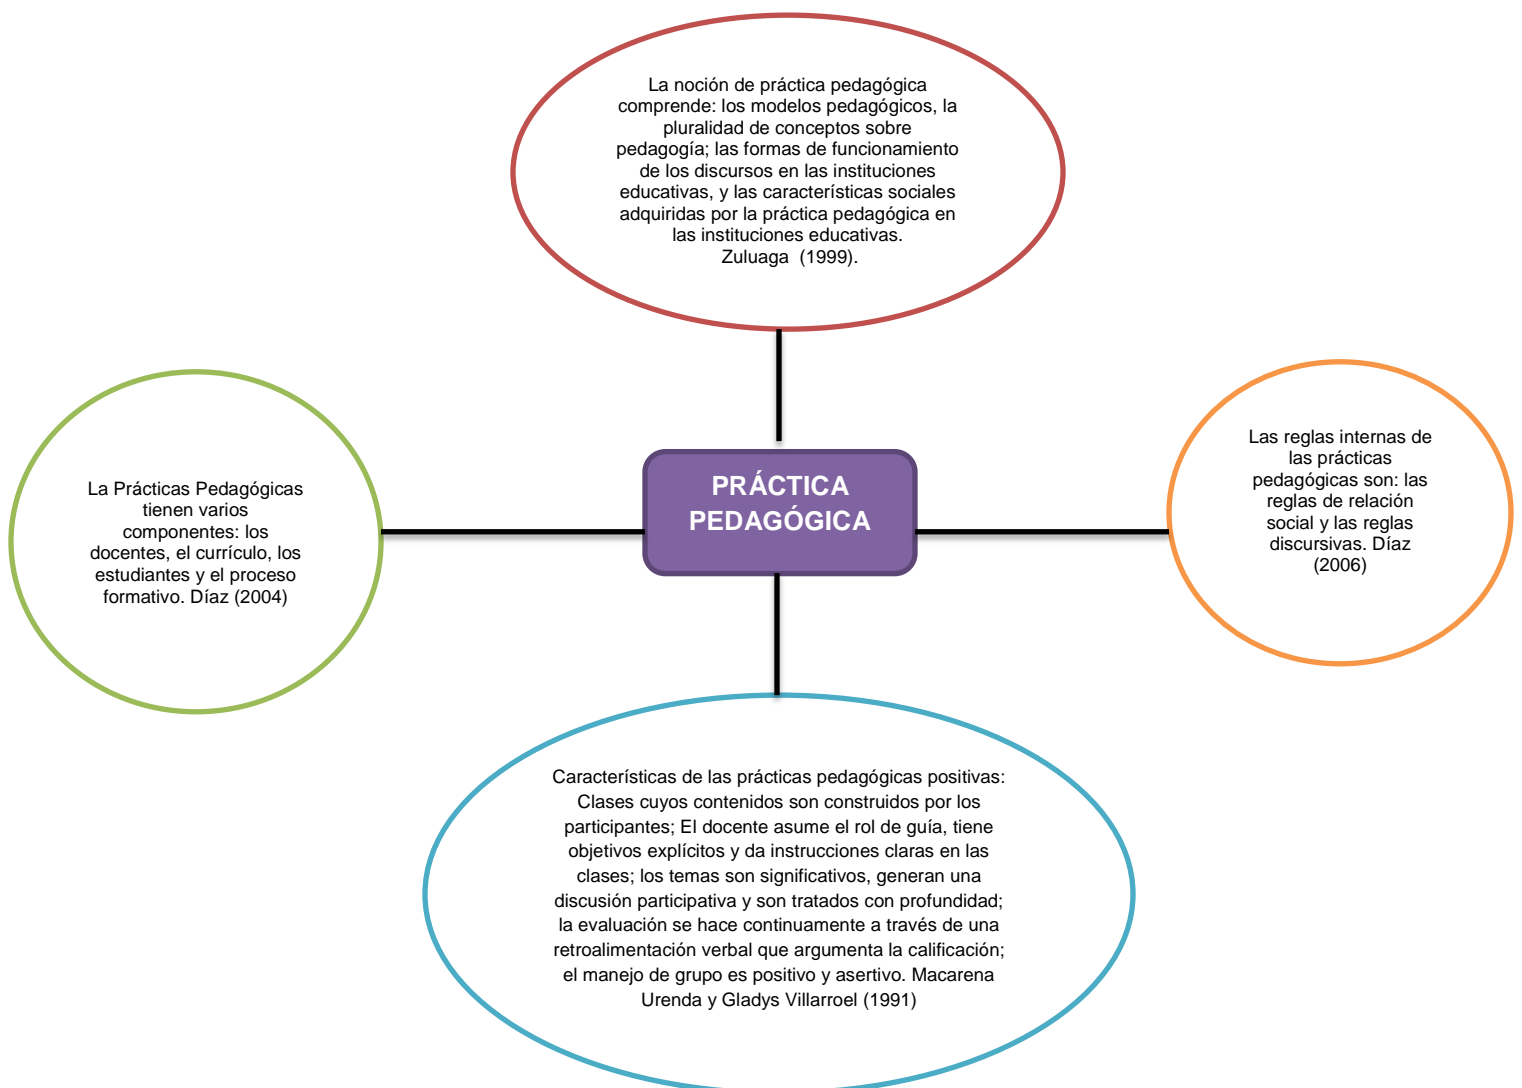 La noción de práctica pedagógica
comprende: los modelos pedagógicos, la
pluralidad de conceptos sobre
pedagogía; las formas de funcionamiento
de los discursos en las instituciones
educativas, y las características sociales
adquiridas por la práctica pedagógica en
las instituciones educativas.
Zuluaga (1999).
La Prácticas Pedagógicas
tienen varios
componentes: los
docentes, el currículo, los
estudiantes y el proceso
formativo. Díaz (2004)
PRÁCTICA
PEDAGÓGICA
Las reglas internas de
las prácticas
pedagógicas son: las
reglas de relación
social y las reglas
discursivas. Díaz
(2006)
Características de las prácticas pedagógicas positivas:
Clases cuyos contenidos son construidos por los
participantes; El docente asume el rol de guía, tiene
objetivos explícitos y da instrucciones claras en las
clases; los temas son significativos, generan una
discusión participativa y son tratados con profundidad;
la evaluación se hace continuamente a través de una
retroalimentación verbal que argumenta la calificación;
el manejo de grupo es positivo y asertivo. Macarena
Urenda y Gladys Villarroel (1991)